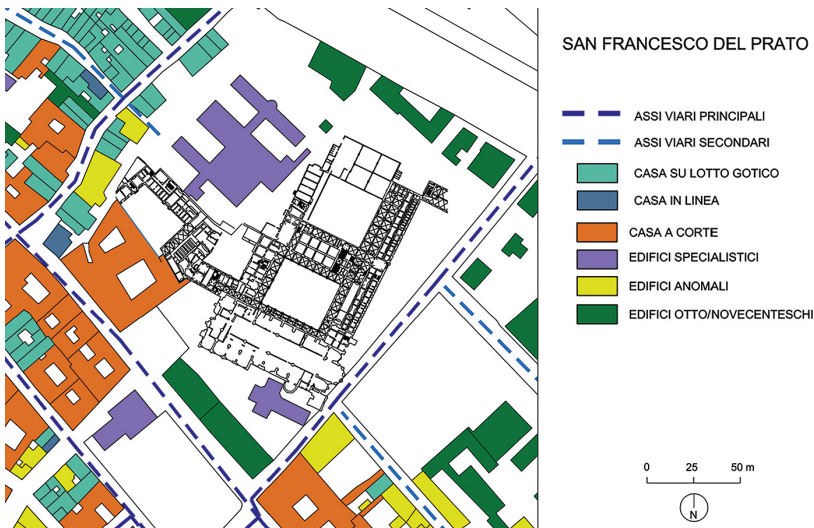 SAN FRANCESCO DEL PRATO
ASSI VIARI PRINCIPALI
ASSI VIARI SECONDARI
CASA SU LOTTO GOTICO
CASA IN LINEA
CASA A CORTE
EDIFICI SPECIALISTICI
EDIFICI ANOMALI
EDIFICI OTTO/NOVECENTESCHI
0 25 50 m
N